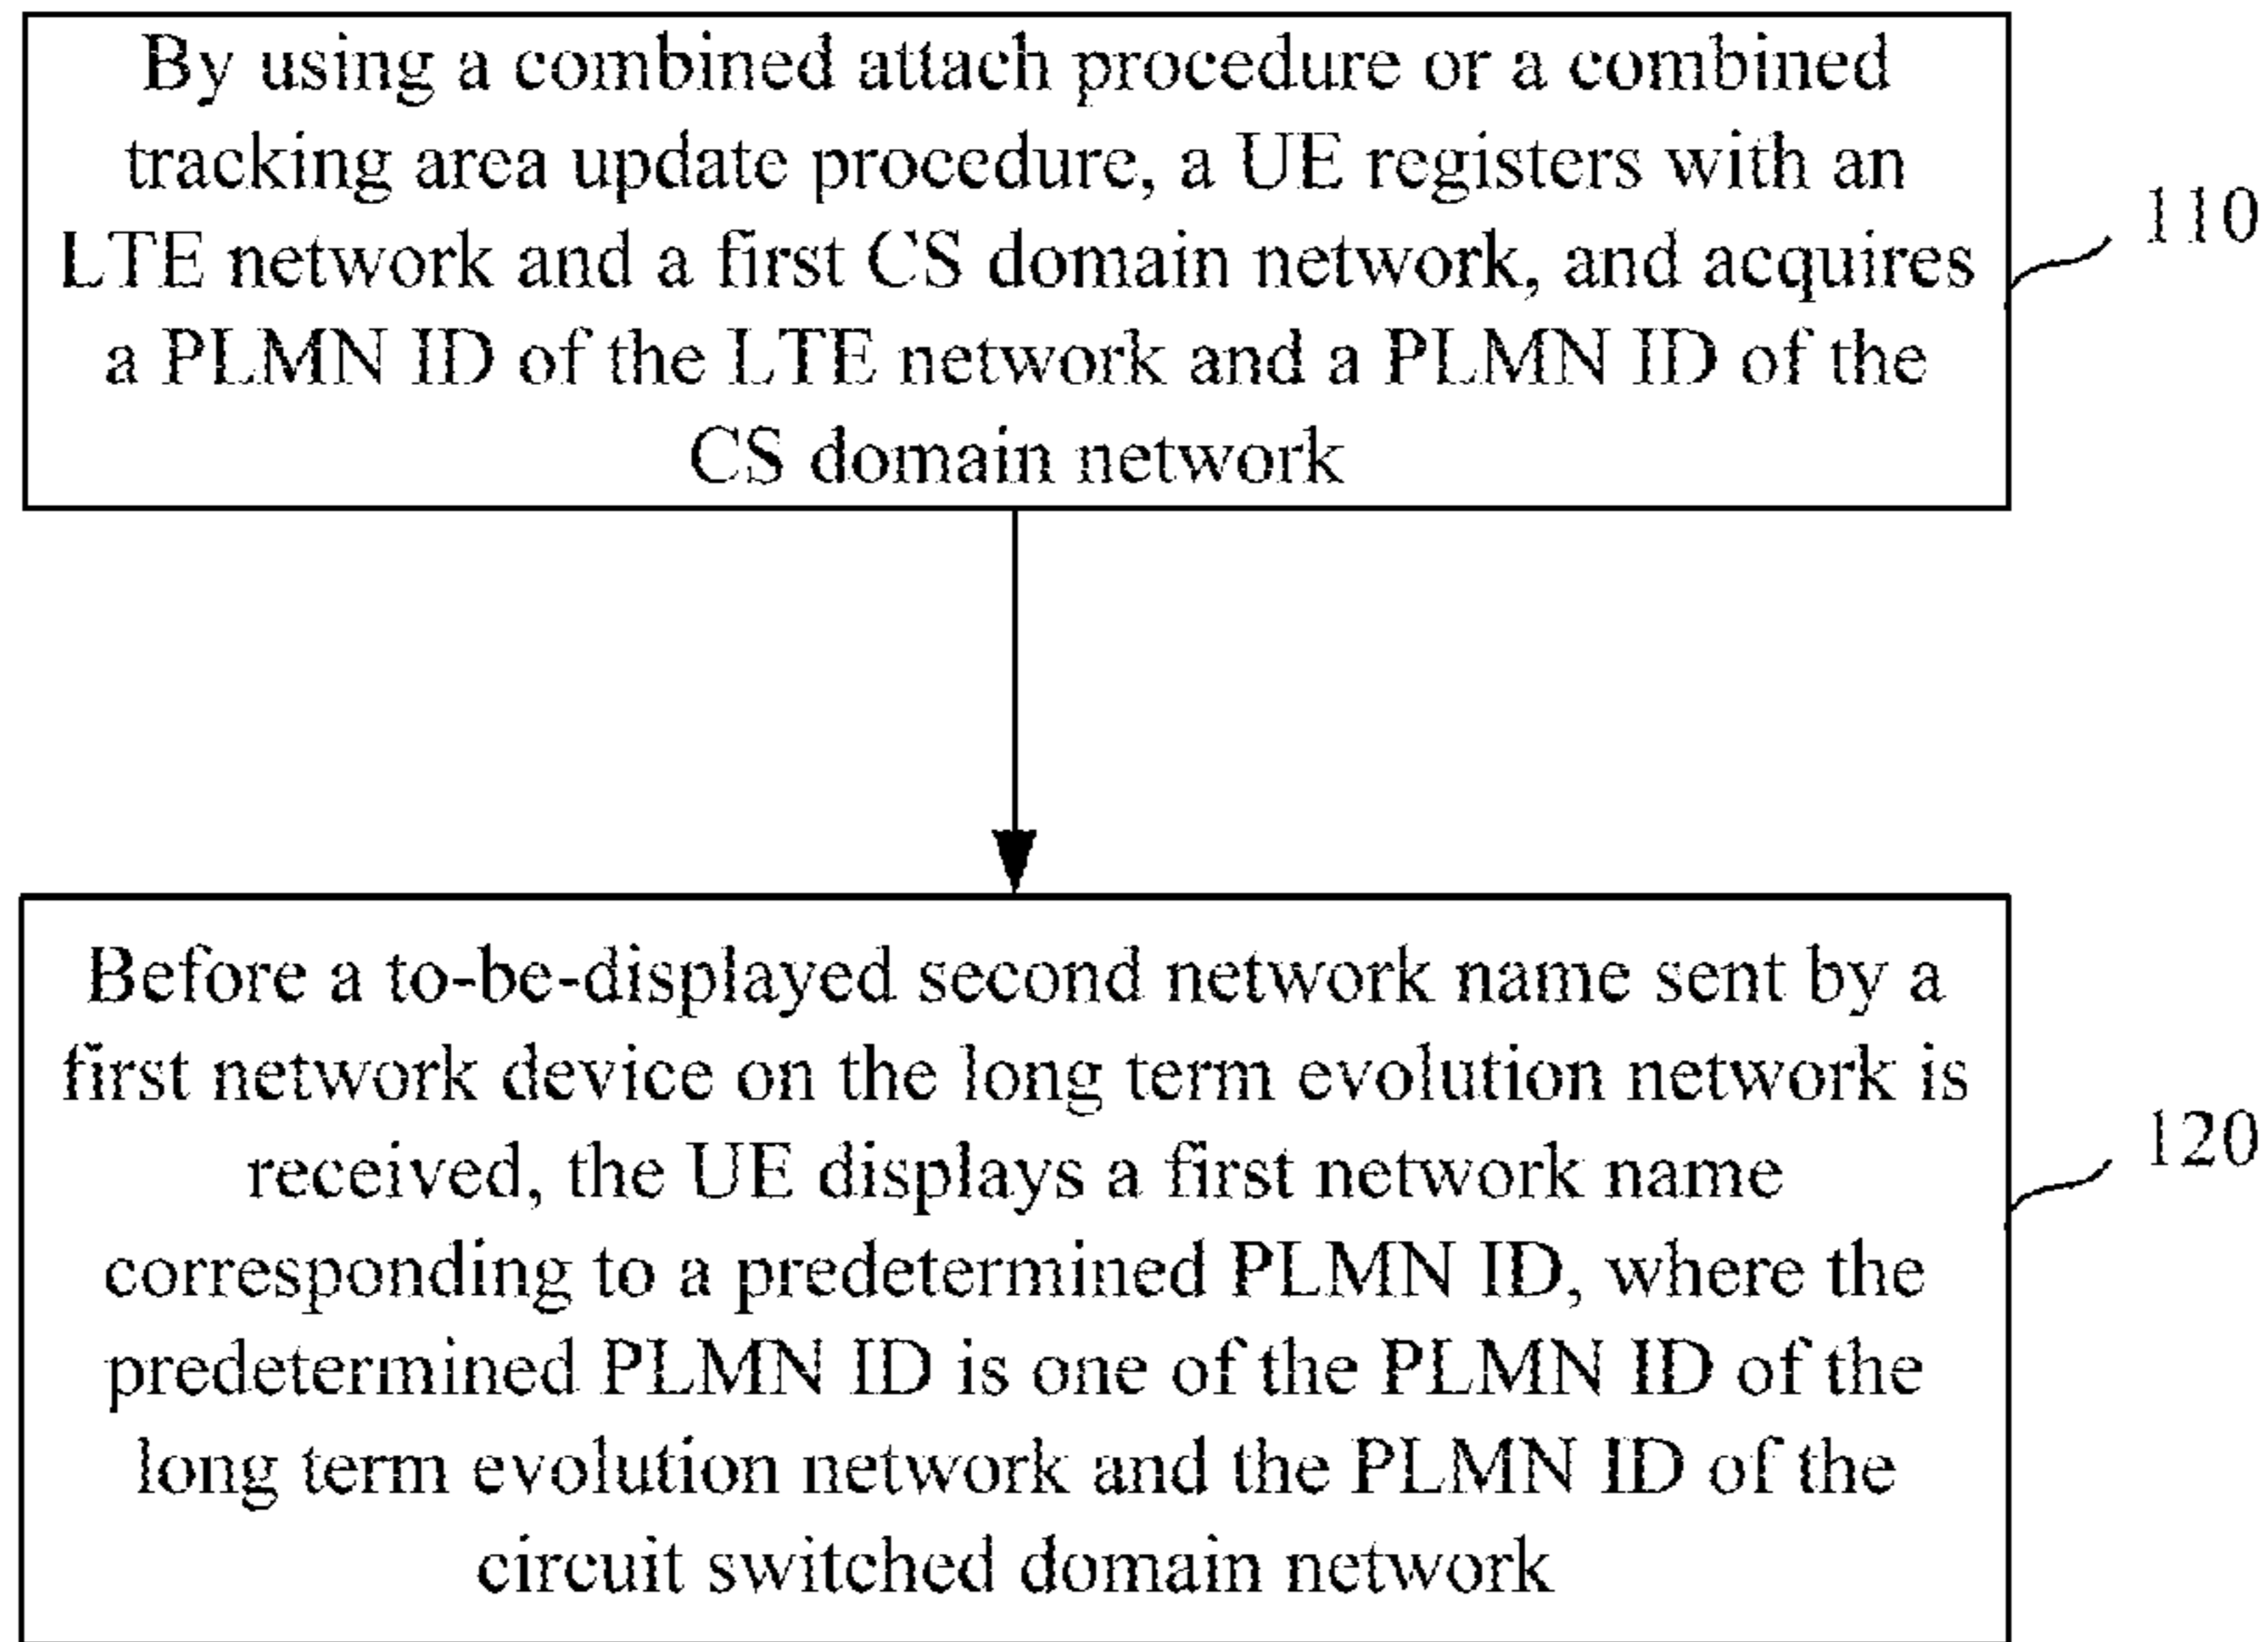 By using a combined attach procedure or a combined
tracking area update procedure, a UE registers with an
LTE network and a first CS domain network, and acquires
a PLMN ID of the LTE network and a PLMN ID of the
CS domain network
110
Before a to-be-displayed second network name sent by a
first network device on the long term evolution network is
received, the UE displays a first network name
corresponding to a predetermined PLMN ID, where the
predetermined PLMN ID is one of the PLMN ID of the
long term evolution network and the PLMN ID of the
circuit switched domain network
120